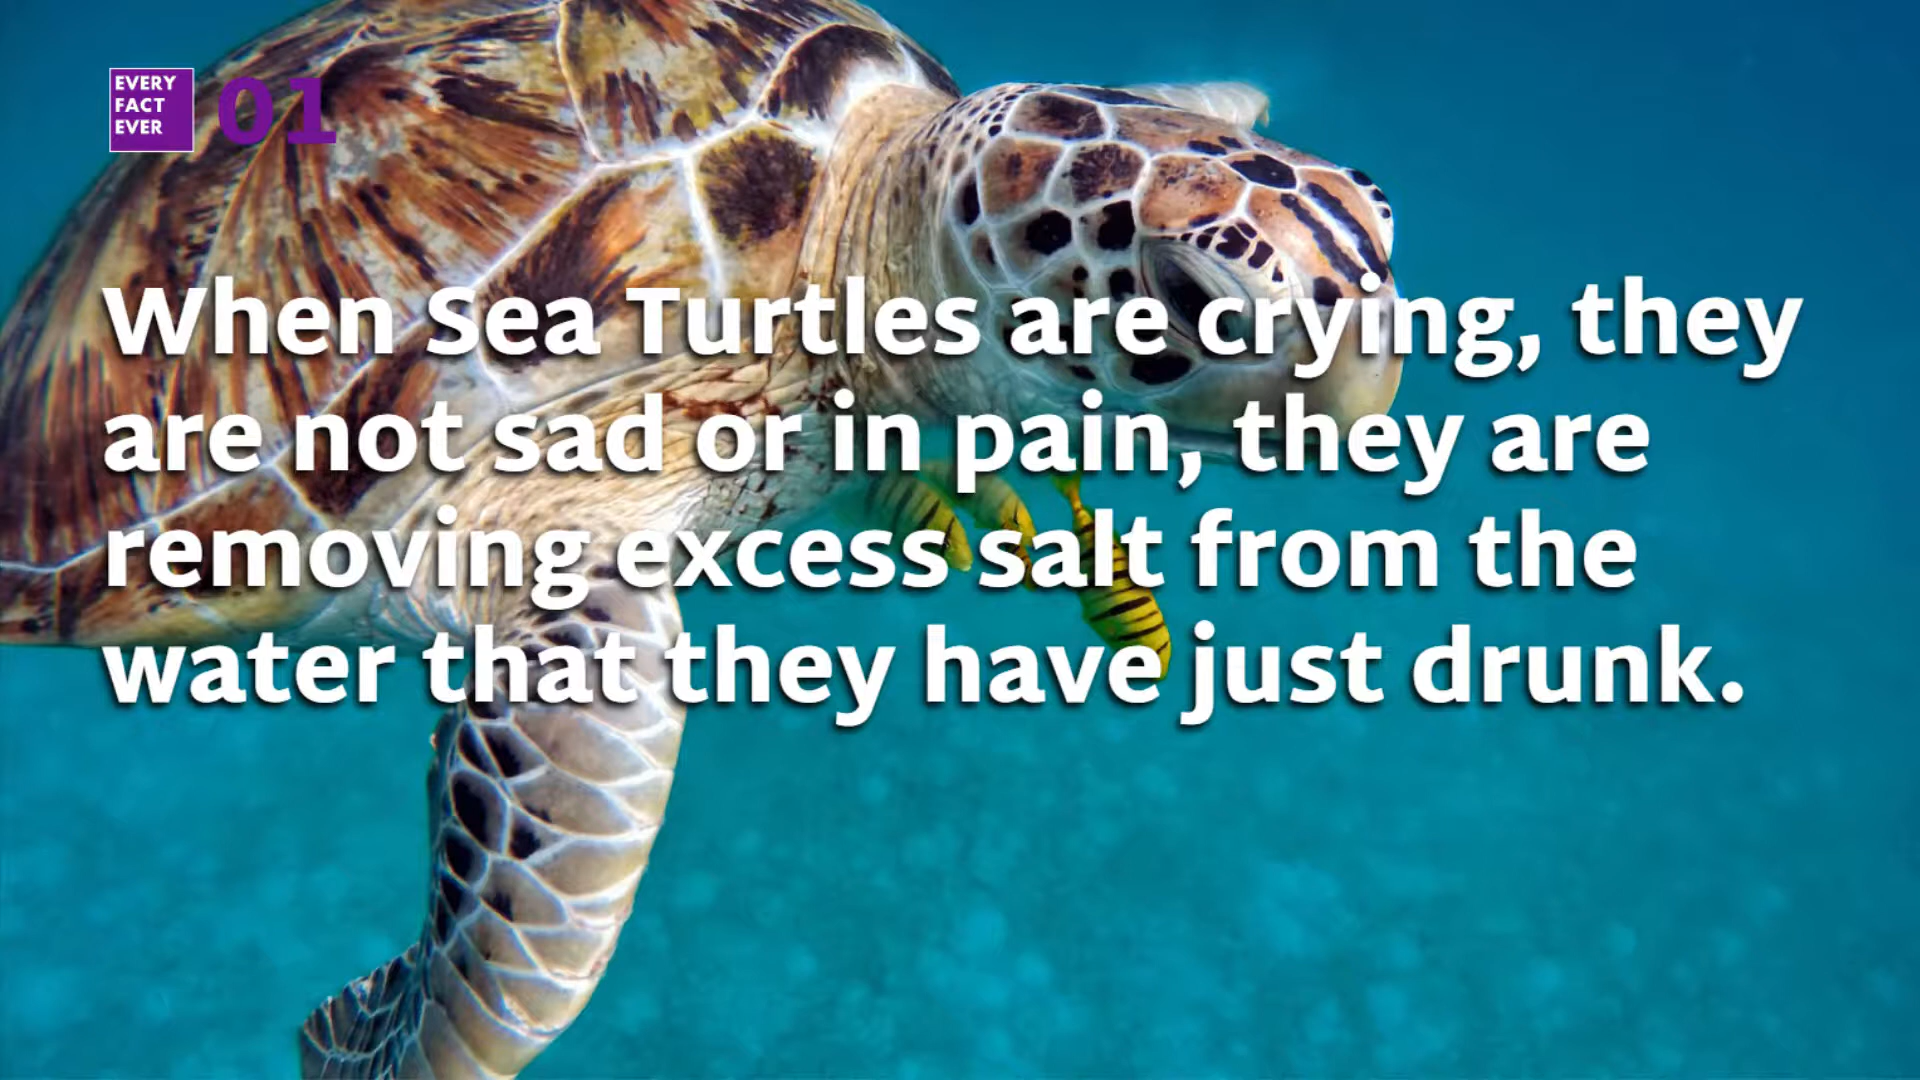 EVERY
FACT
EVER
01
When Sea Turtles are crying, they
are not sad or in pain, they are
removing excess salt from the
water that they have just drunk.